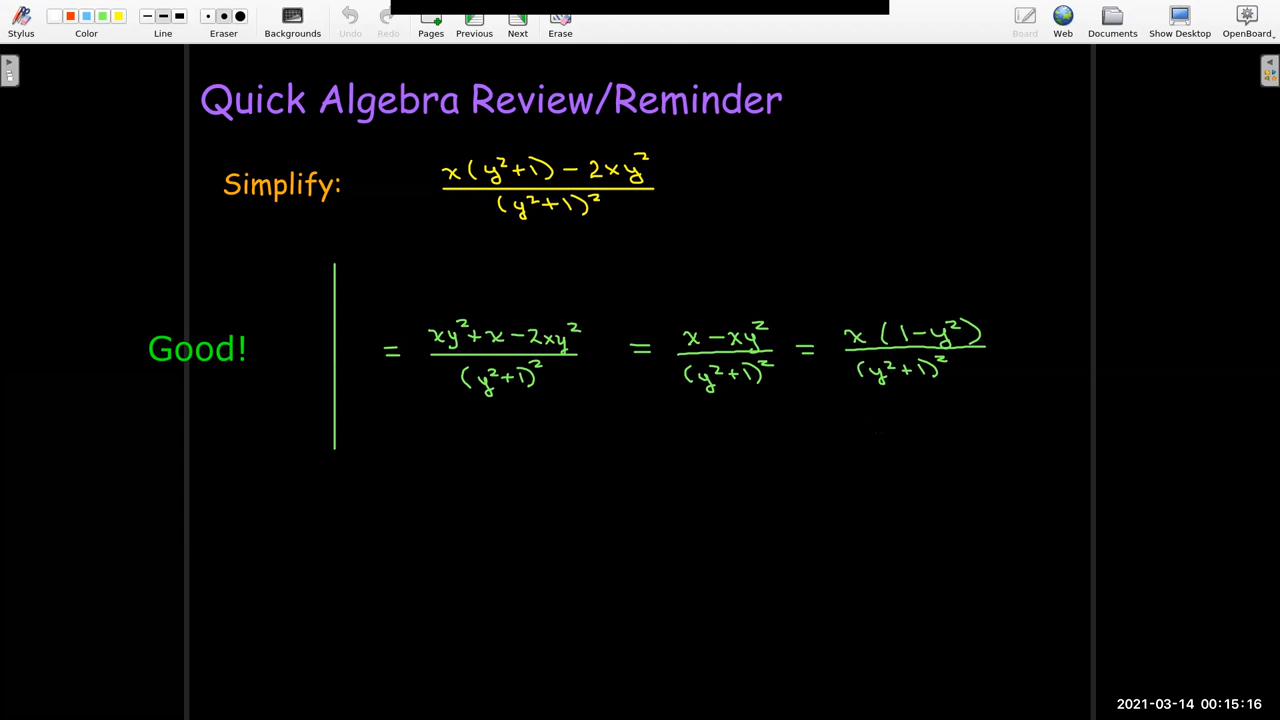 Stylus Color Line Eraser Backgrounds Undo Redo Pages Previous Next Erase Board Web Documents Show Desktop OpenBoard
Quick Algebra Review/Reminder
Simplify: x(y²+1) − 2xy² / (y²+1)²
Good! = xy²+x−2xy² / (y²+1)² = x−xy² / (y²+1)² = x(1−y²) / (y²+1)²
2021-03-14 00:15:16